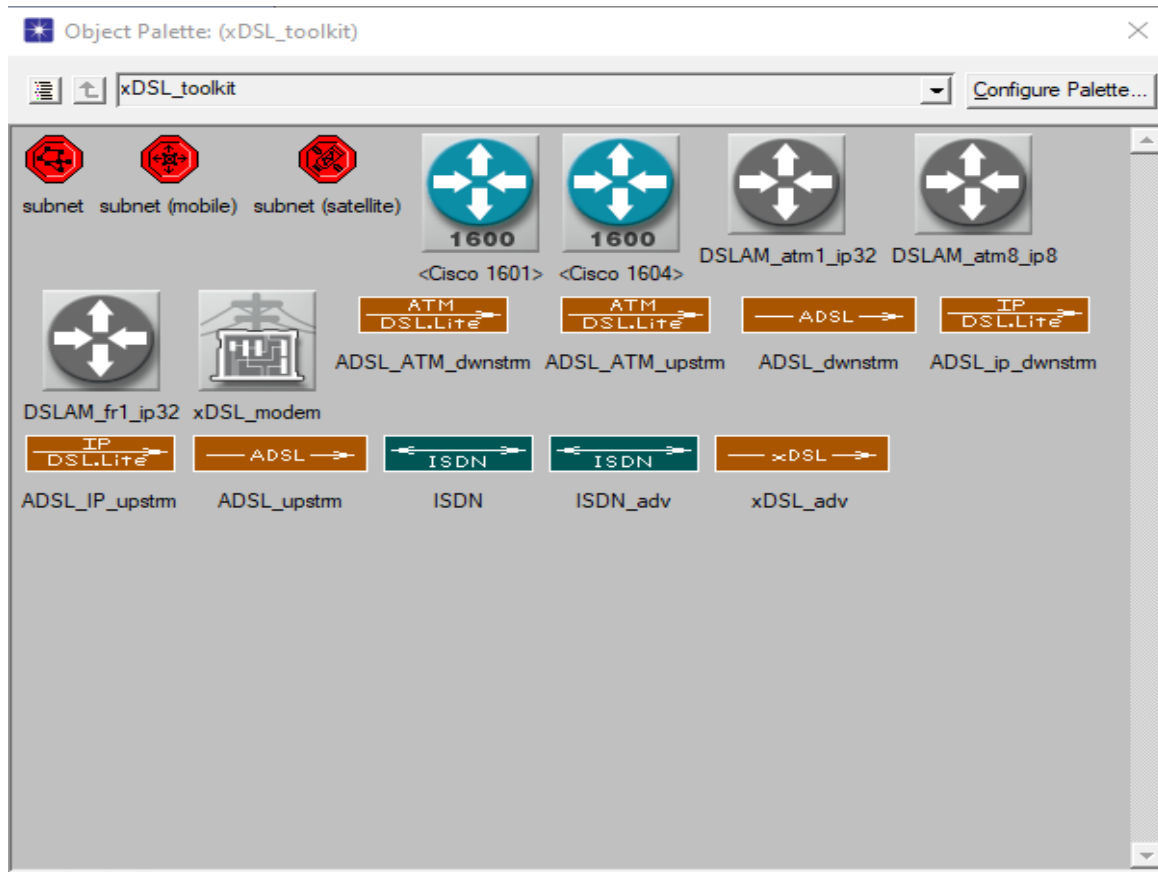 Object Palette: (xDSL_toolkit)
xDSL_toolkit
Configure Palette...
1600 1600
subnet subnet (mobile) subnet (satellite) <Cisco 1601> <Cisco 1604> DSLAM_atm1_ip32 DSLAM_atm8_ip8
ATM ATM IP
DSL.Lite DSL.Lite ADSL DSL.Lite
ADSL_ATM_dwnstrm ADSL_ATM_upstrm ADSL_dwnstrm ADSL_ip_dwnstrm
DSLAM_fr1_ip32 xDSL_modem
IP
DSL.Lite ADSL ISDN ISDN xDSL
ADSL_IP_upstrm ADSL_upstrm ISDN ISDN_adv xDSL_adv